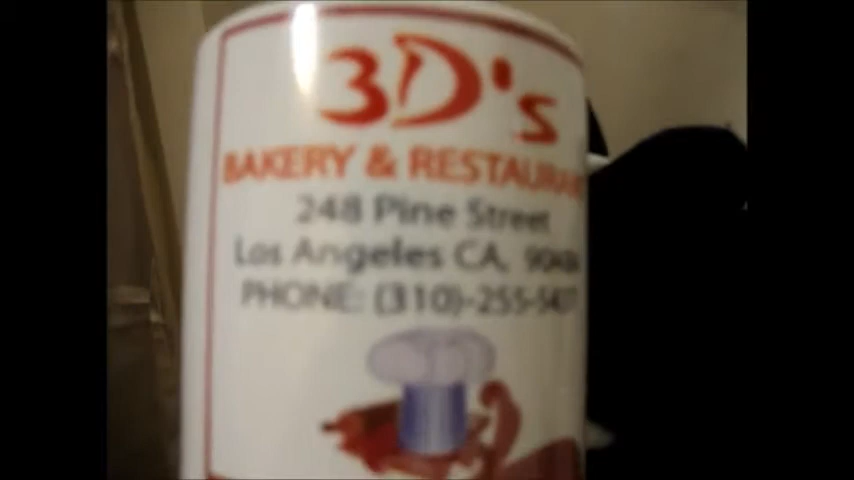 3D's
BAKERY & RESTAURANT
248 Pine Street
Los Angeles CA,
PHONE: (310)-255-